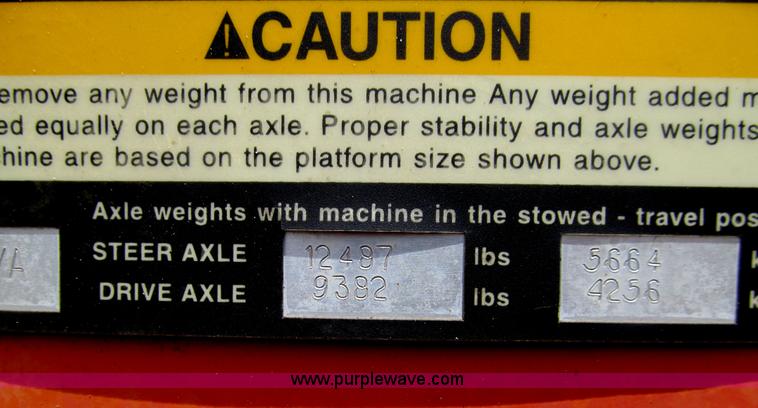 CAUTION
emove any weight from this machine Any weight added m
ed equally on each axle. Proper stability and axle weights
chine are based on the platform size shown above.
Axle weights with machine in the stowed - travel pos
/A STEER AXLE 12487 lbs 5664 k
DRIVE AXLE 9382 lbs 4256 k
www.purplewave.com